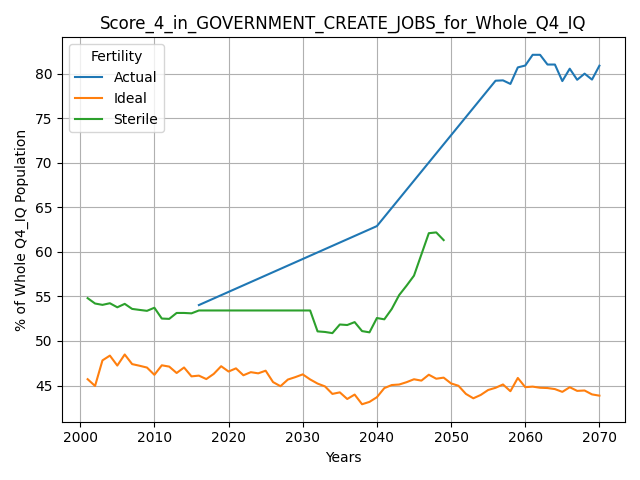 Score_4_in_GOVERNMENT_CREATE_JOBS_for_Whole_Q4_IQ
Fertility
Actual
Ideal
Sterile
% of Whole Q4_IQ Population
80
75
70
65
60
55
50
45
2000 2010 2020 2030 2040 2050 2060 2070
Years